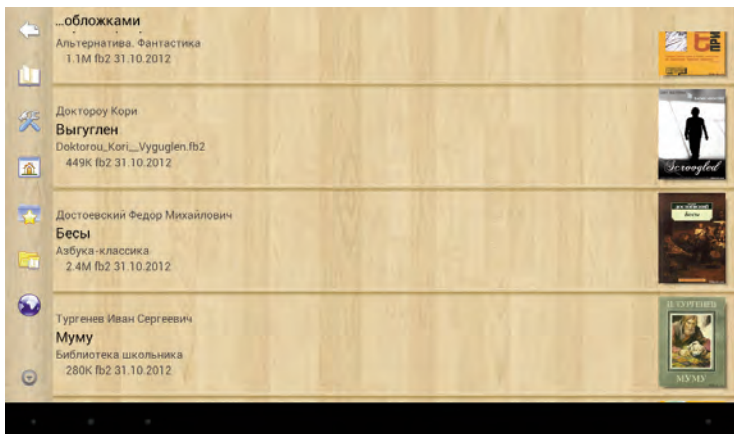 ...обложками
Альтернатива. Фантастика
1.1M fb2 31.10.2012
ПРИ
Доктороу Кори
Выгуглен
Doktorou_Kori__Vyguglen.fb2
449K fb2 31.10.2012
Scroogled
Достоевский Федор Михайлович
Бесы
Азбука-классика
2.4M fb2 31.10.2012
Бесы
Тургенев Иван Сергеевич
Муму
Библиотека школьника
280K fb2 31.10.2012
МУМУ